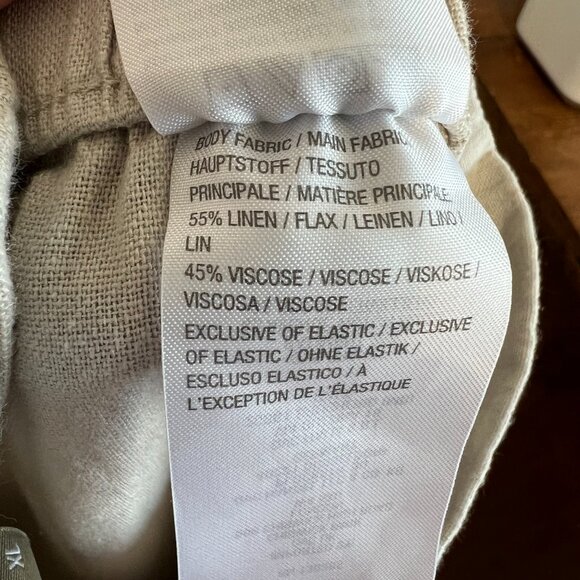 BODY FABRIC / MAIN FABRIC
HAUPTSTOFF / TESSUTO
PRINCIPALE / MATIÈRE PRINCIPALE
55% LINEN / FLAX / LEINEN / LINO /
LIN
45% VISCOSE / VISCOSE / VISKOSE /
VISCOSA / VISCOSE
EXCLUSIVE OF ELASTIC / EXCLUSIVE
OF ELASTIC / OHNE ELASTIK /
ESCLUSO ELASTICO / À
L'EXCEPTION DE L'ÉLASTIQUE
XL